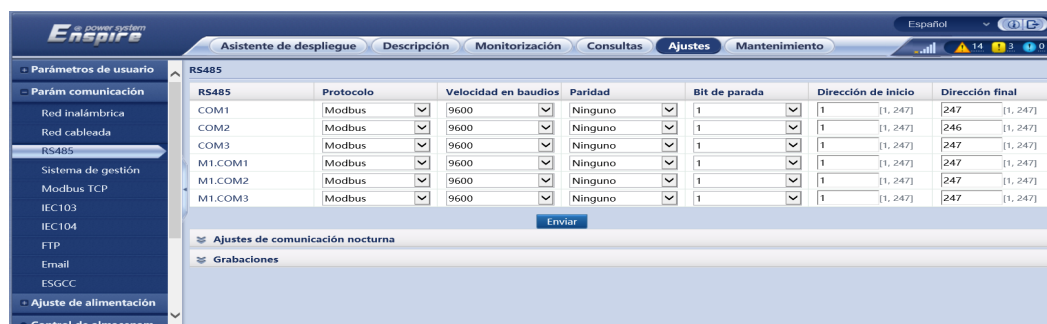 Enspire power system
Español
Asistente de despliegue Descripción Monitorización Consultas Ajustes Mantenimiento
14 3 0
Parámetros de usuario
Parám comunicación
Red inalámbrica
Red cableada
RS485
Sistema de gestión
Modbus TCP
IEC103
IEC104
FTP
Email
ESGCC
Ajuste de alimentación
RS485
RS485 Protocolo Velocidad en baudios Paridad Bit de parada Dirección de inicio Dirección final
COM1 Modbus 9600 Ninguno 1 1 [1, 247] 247 [1, 247]
COM2 Modbus 9600 Ninguno 1 1 [1, 247] 246 [1, 247]
COM3 Modbus 9600 Ninguno 1 1 [1, 247] 247 [1, 247]
M1.COM1 Modbus 9600 Ninguno 1 1 [1, 247] 247 [1, 247]
M1.COM2 Modbus 9600 Ninguno 1 1 [1, 247] 247 [1, 247]
M1.COM3 Modbus 9600 Ninguno 1 1 [1, 247] 247 [1, 247]
Enviar
Ajustes de comunicación nocturna
Grabaciones